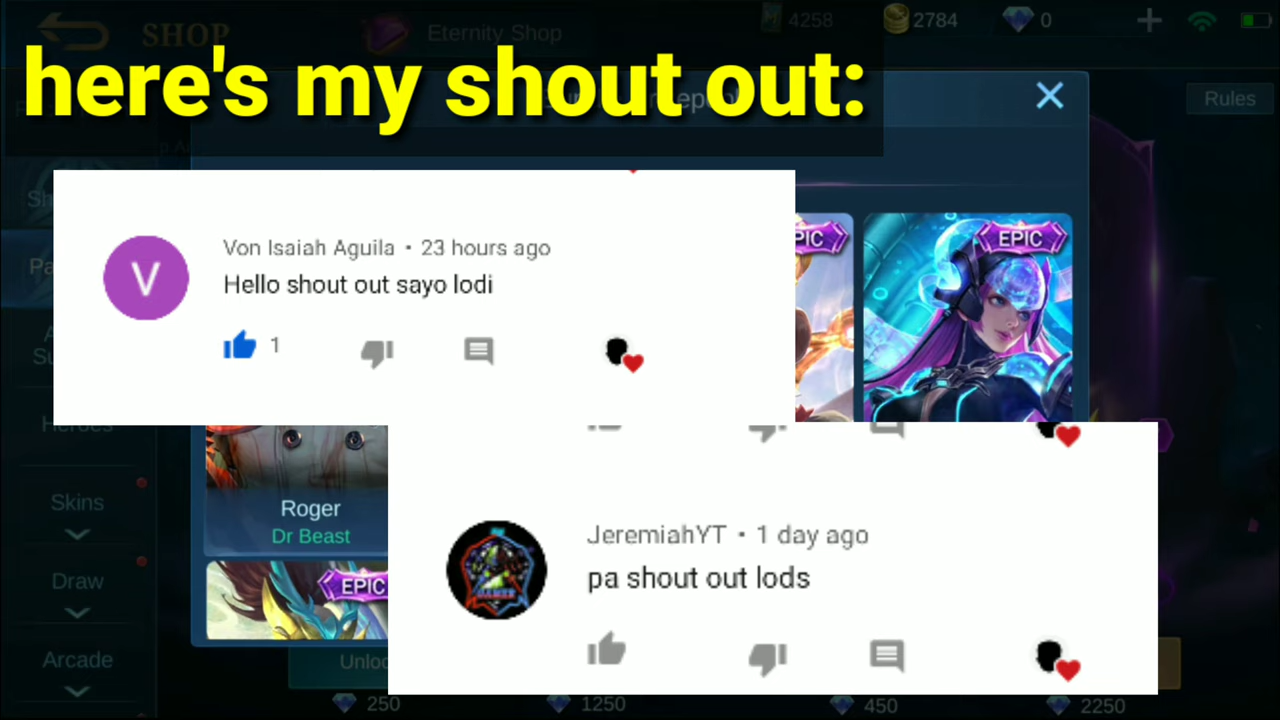 SHOP
Eternity Shop
4258
2784
0
here's my shout out:
Rules
Von Isaiah Aguila • 23 hours ago
V
Hello shout out sayo lodi
1
EPIC
Heroes
Roger
Dr Beast
Skins
Draw
Arcade
EPIC
JeremiahYT • 1 day ago
pa shout out lods
250
1250
450
2250